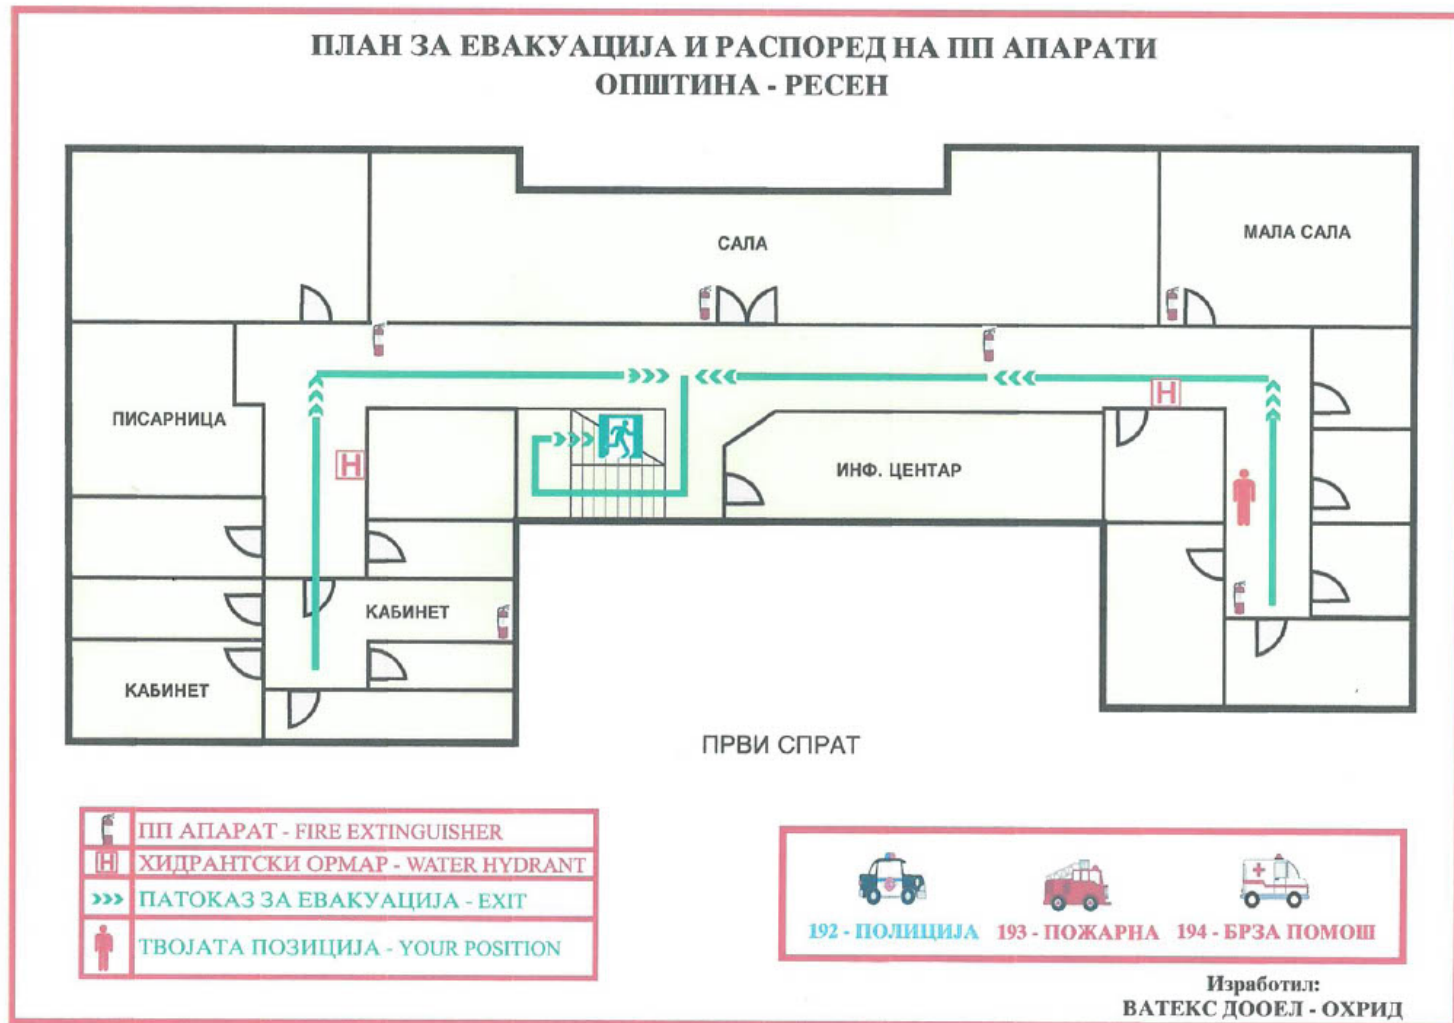 ПЛАН ЗА ЕВАКУАЦИЈА И РАСПОРЕД НА ПП АПАРАТИ
ОПШТИНА - РЕСЕН
САЛА
МАЛА САЛА
ПИСАРНИЦА
H
H
ИНФ. ЦЕНТАР
КАБИНЕТ
КАБИНЕТ
ПРВИ СПРАТ
ПП АПАРАТ - FIRE EXTINGUISHER
H ХИДРАНТСКИ ОРМАР - WATER HYDRANT
ПАТОКАЗ ЗА ЕВАКУАЦИЈА - EXIT
ТВОЈАТА ПОЗИЦИЈА - YOUR POSITION
192 - ПОЛИЦИЈА 193 - ПОЖАРНА 194 - БРЗА ПОМОШ
Изработил:
ВАТЕКС ДООЕЛ - ОХРИД